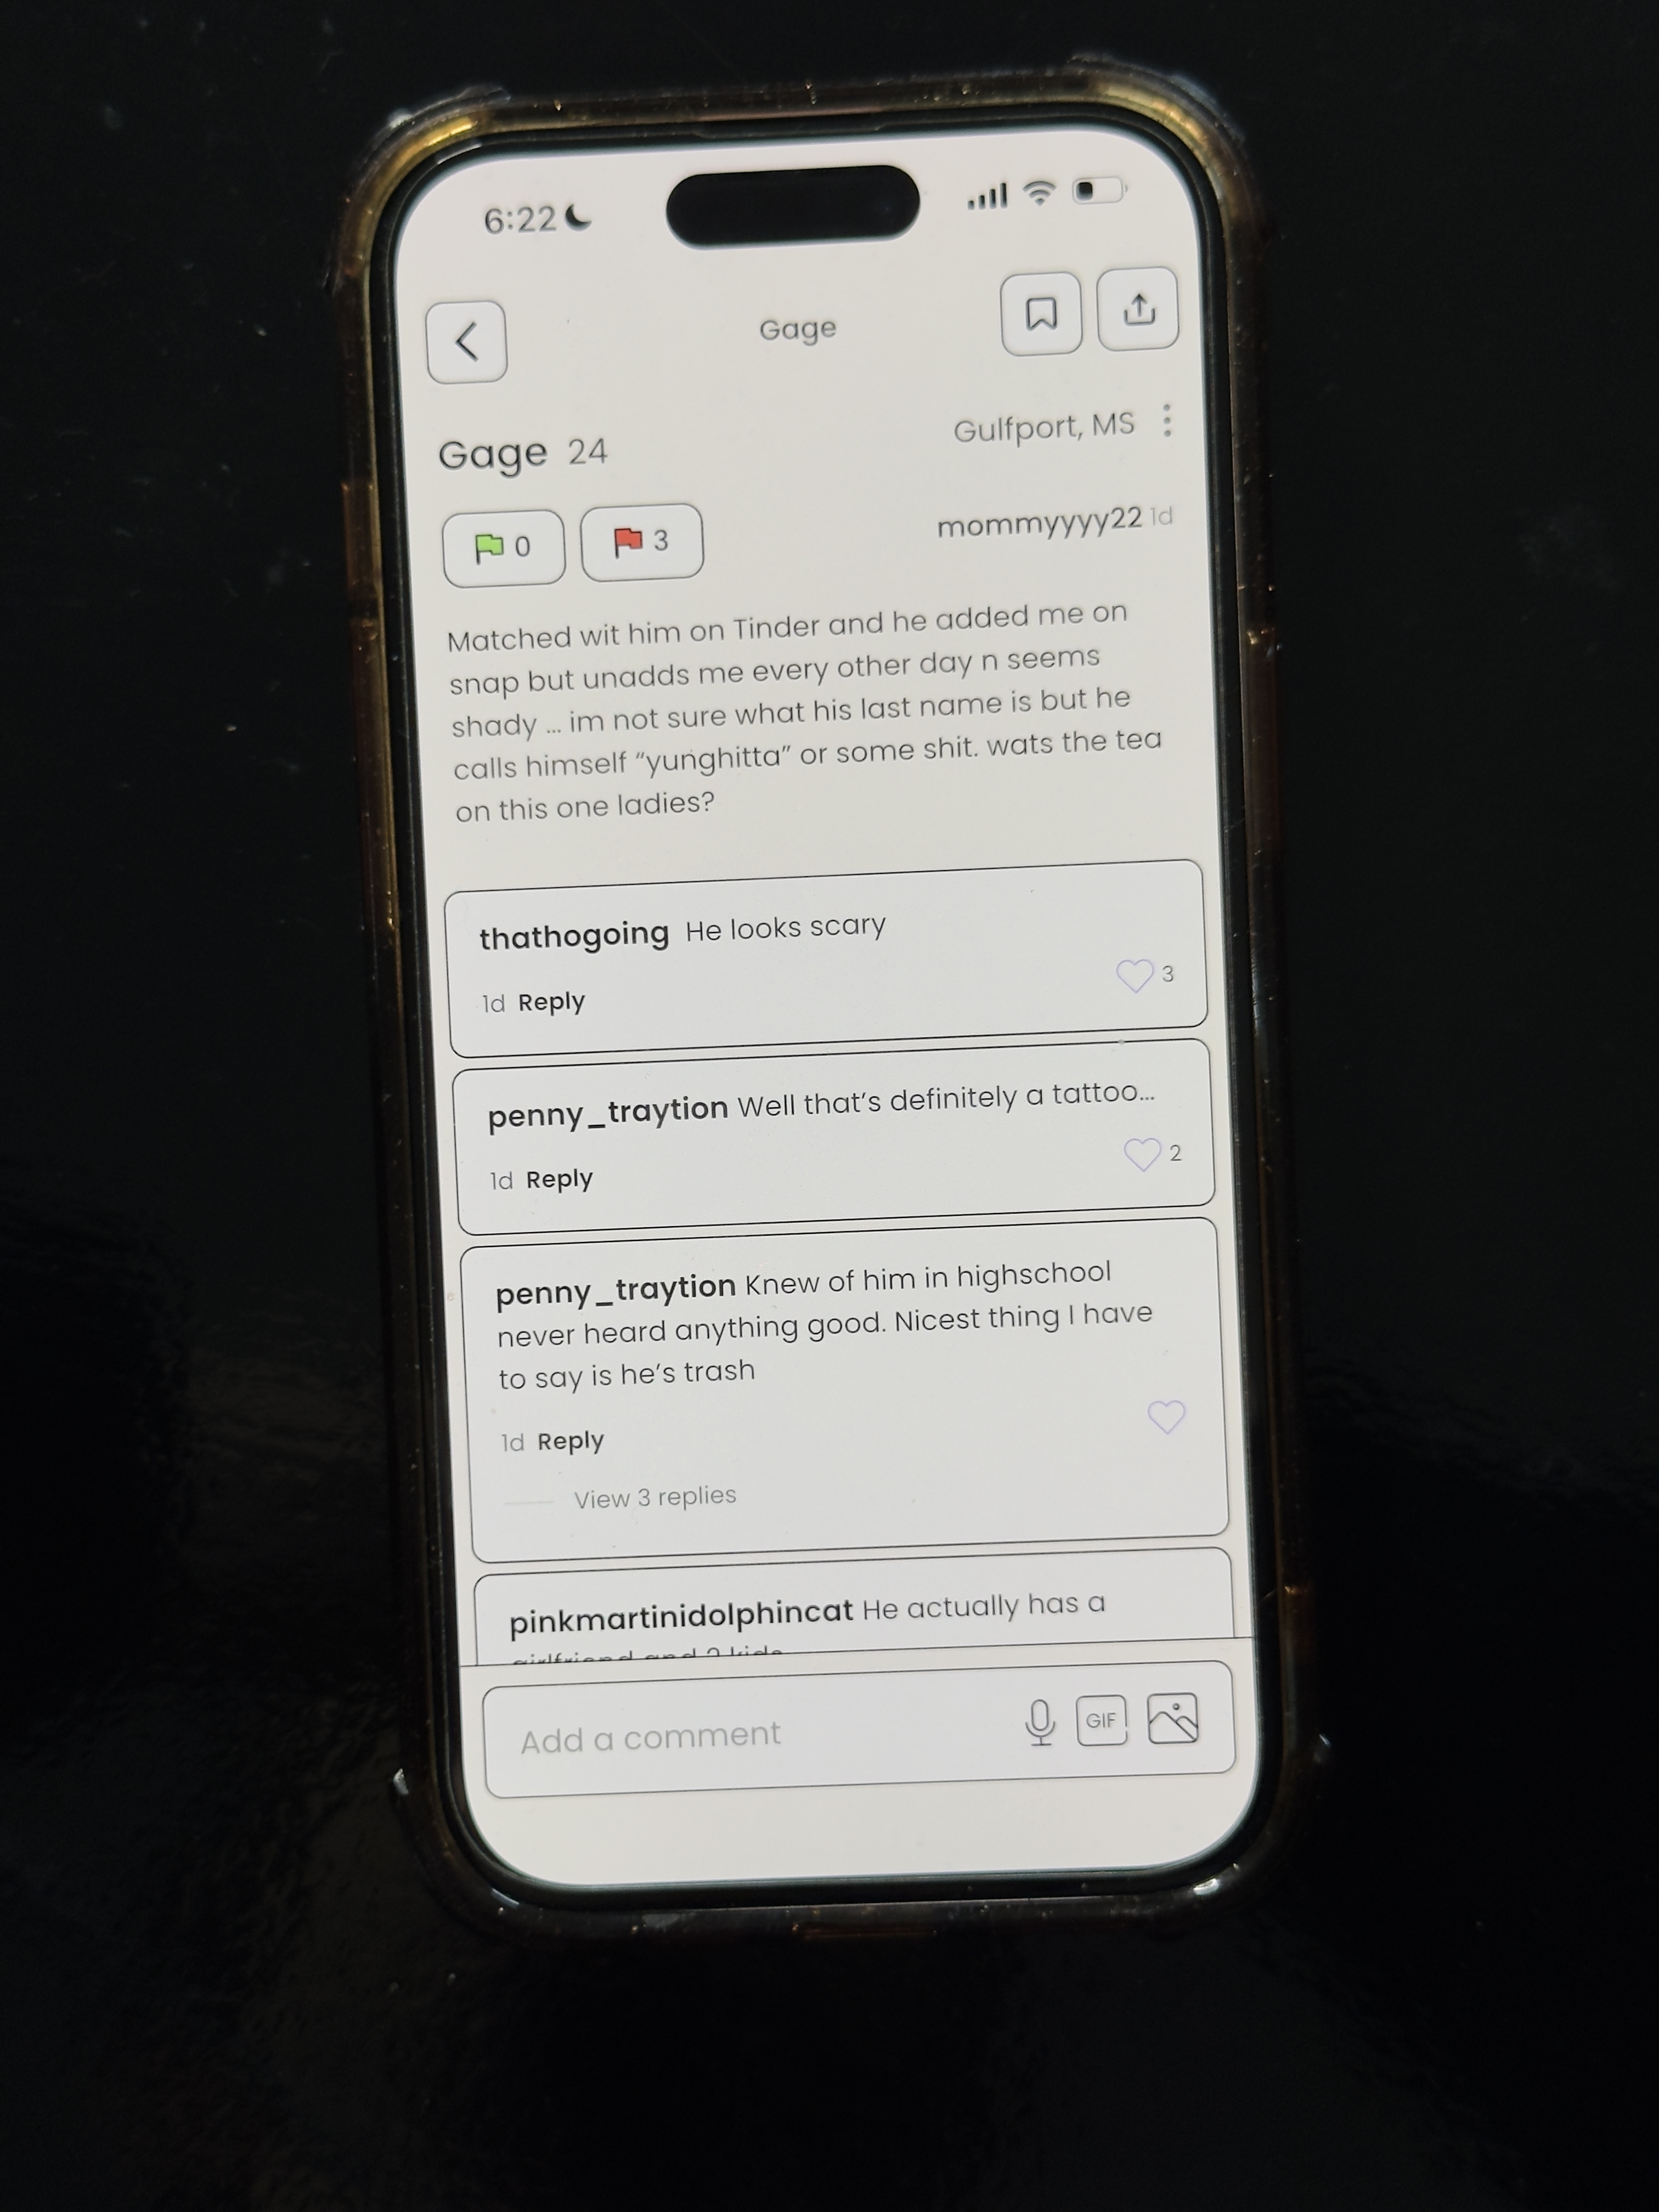 6:22
Gage
Gage 24
Gulfport, MS
0
3
mommyyyy22 1d
Matched wit him on Tinder and he added me on
snap but unadds me every other day n seems
shady ... im not sure what his last name is but he
calls himself “yunghitta” or some shit. wats the tea
on this one ladies?
thathogoing He looks scary
3
1d Reply
penny_traytion Well that’s definitely a tattoo...
2
1d Reply
penny_traytion Knew of him in highschool
never heard anything good. Nicest thing I have
to say is he’s trash
1d Reply
View 3 replies
pinkmartinidolphincat He actually has a
girlfriend and 2 kids
Add a comment
GIF